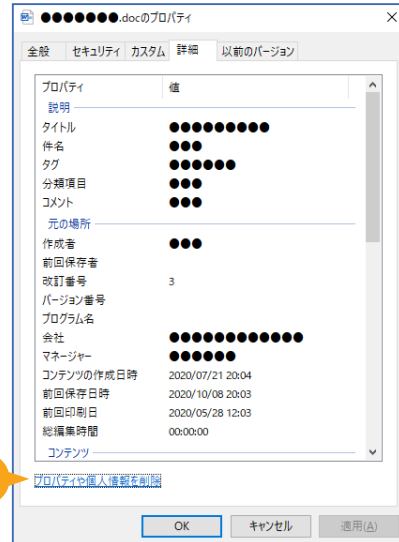 ●●●●●●●.docのプロパティ
全般 セキュリティ カスタム 詳細 以前のバージョン
プロパティ 値
説明
タイトル ●●●●●●●●●
件名 ●●●
タグ ●●●●●●
分類項目 ●●●
コメント ●●●
元の場所
作成者 ●●●
前回保存者
改訂番号 3
バージョン番号
プログラム名
会社 ●●●●●●●●●●●●
マネージャー ●●●●●●
コンテンツの作成日時 2020/07/21 20:04
前回保存日時 2020/10/08 20:03
前回印刷日 2020/05/28 12:03
総編集時間 00:00:00
コンテンツ
プロパティや個人情報を削除
OK キャンセル 適用(A)